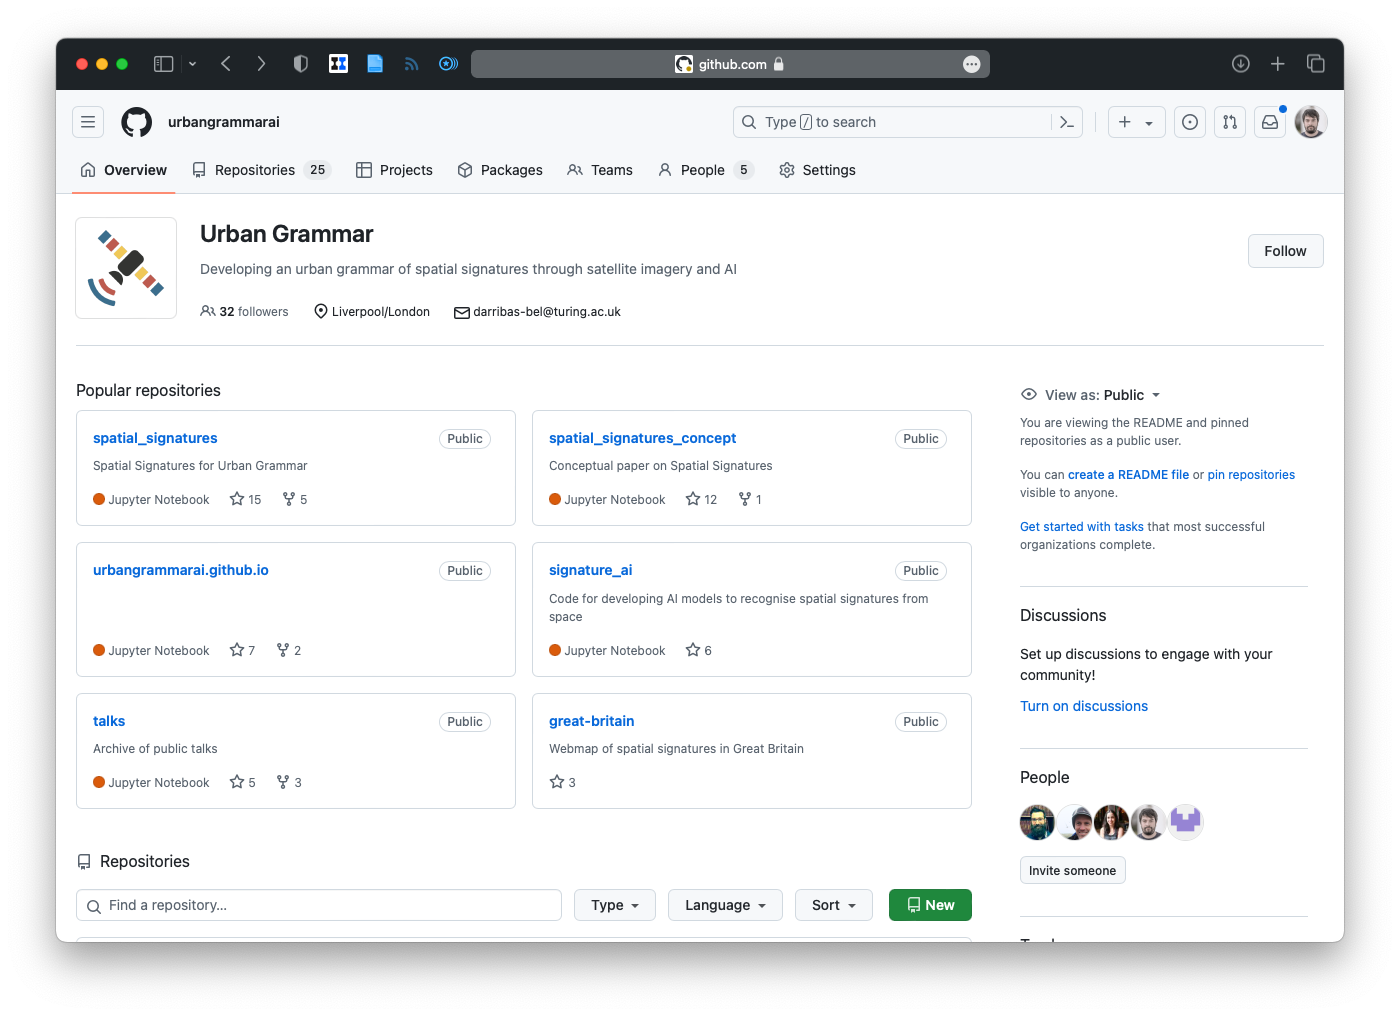 github.com
urbangrammarai
Type / to search
Overview
Repositories 25
Projects
Packages
Teams
People 5
Settings
Urban Grammar
Developing an urban grammar of spatial signatures through satellite imagery and AI
32 followers
Liverpool/London
darribas-bel@turing.ac.uk
Follow
Popular repositories
spatial_signatures
Public
Spatial Signatures for Urban Grammar
Jupyter Notebook 15 5
spatial_signatures_concept
Public
Conceptual paper on Spatial Signatures
Jupyter Notebook 12 1
urbangrammarai.github.io
Public
Jupyter Notebook 7 2
signature_ai
Public
Code for developing AI models to recognise spatial signatures from
space
Jupyter Notebook 6
talks
Public
Archive of public talks
Jupyter Notebook 5 3
great-britain
Public
Webmap of spatial signatures in Great Britain
3
Repositories
Find a repository...
Type
Language
Sort
New
View as: Public
You are viewing the README and pinned
repositories as a public user.
You can create a README file or pin repositories
visible to anyone.
Get started with tasks that most successful
organizations complete.
Discussions
Set up discussions to engage with your
community!
Turn on discussions
People
Invite someone